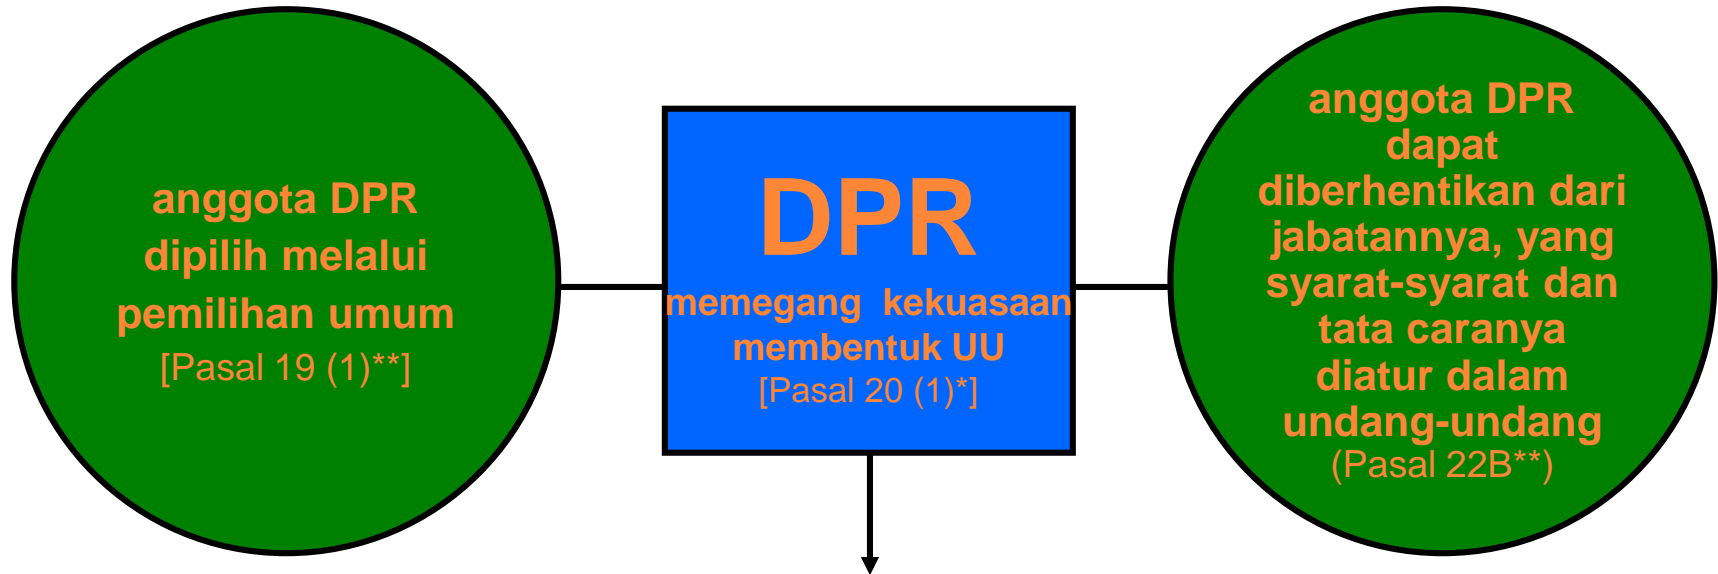 anggota DPR
dipilih melalui
pemilihan umum
[Pasal 19 (1)**]
DPR
memegang kekuasaan
membentuk UU
[Pasal 20 (1)*]
anggota DPR
dapat
diberhentikan dari
jabatannya, yang
syarat-syarat dan
tata caranya
diatur dalam
undang-undang
(Pasal 22B**)